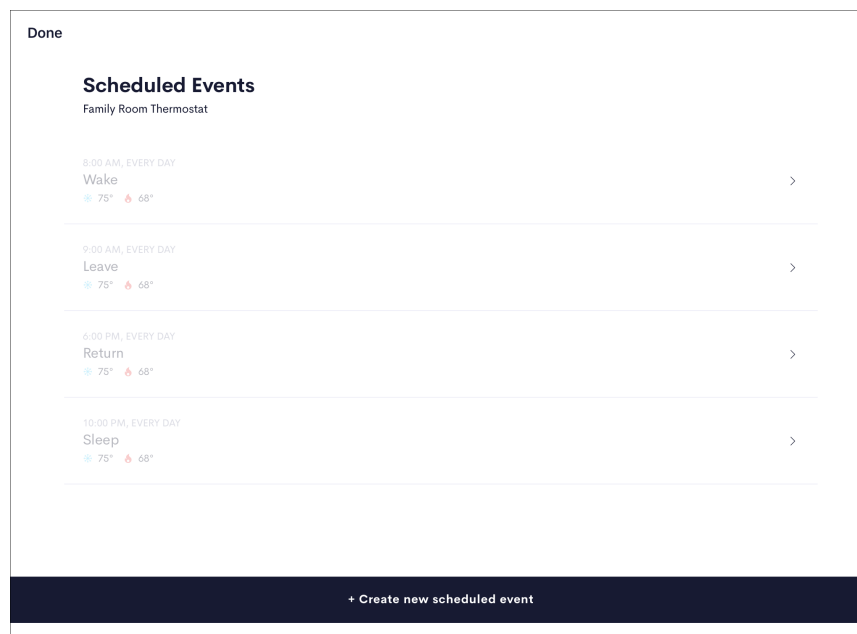 Done
Scheduled Events
Family Room Thermostat
8:00 AM, EVERY DAY
Wake
75° 68°
9:00 AM, EVERY DAY
Leave
75° 68°
6:00 PM, EVERY DAY
Return
75° 68°
10:00 PM, EVERY DAY
Sleep
75° 68°
+ Create new scheduled event